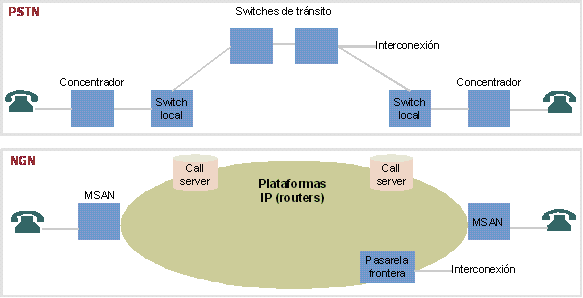 PSTN
Switches de tránsito
Interconexión
Concentrador
Switch
local
Switch
local
Concentrador
NGN
Call
server
Call
server
Plataformas
IP (routers)
MSAN
MSAN
Pasarela
frontera
Interconexión